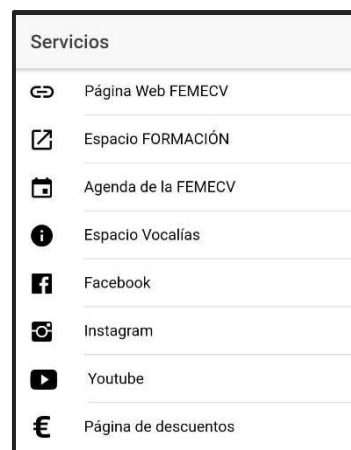 Servicios
Página Web FEMECV
Espacio FORMACIÓN
Agenda de la FEMECV
Espacio Vocalías
Facebook
Instagram
Youtube
Página de descuentos